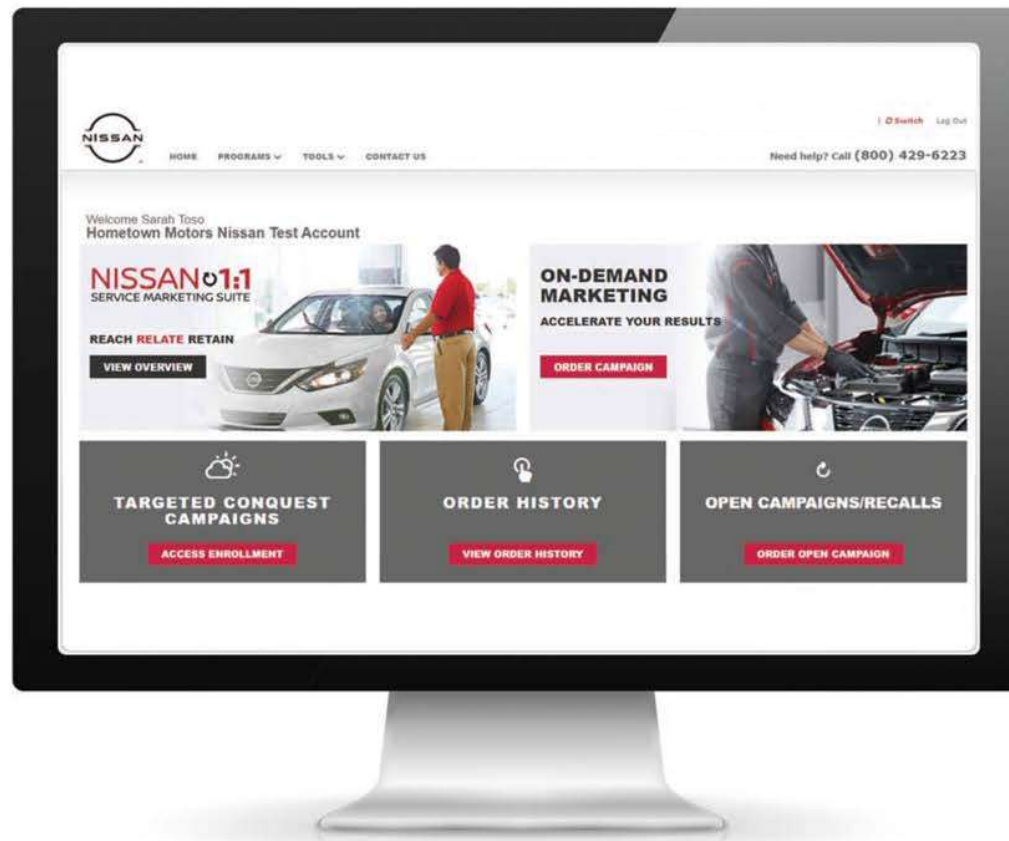 NISSAN
| Switch Log Out
HOME PROGRAMS TOOLS CONTACT US
Need help? Call (800) 429-6223
Welcome Sarah Toso
Hometown Motors Nissan Test Account
NISSAN 1:1
SERVICE MARKETING SUITE
REACH RELATE RETAIN
VIEW OVERVIEW
ON-DEMAND
MARKETING
ACCELERATE YOUR RESULTS
ORDER CAMPAIGN
TARGETED CONQUEST
CAMPAIGNS
ACCESS ENROLLMENT
ORDER HISTORY
VIEW ORDER HISTORY
OPEN CAMPAIGNS/RECALLS
ORDER OPEN CAMPAIGN